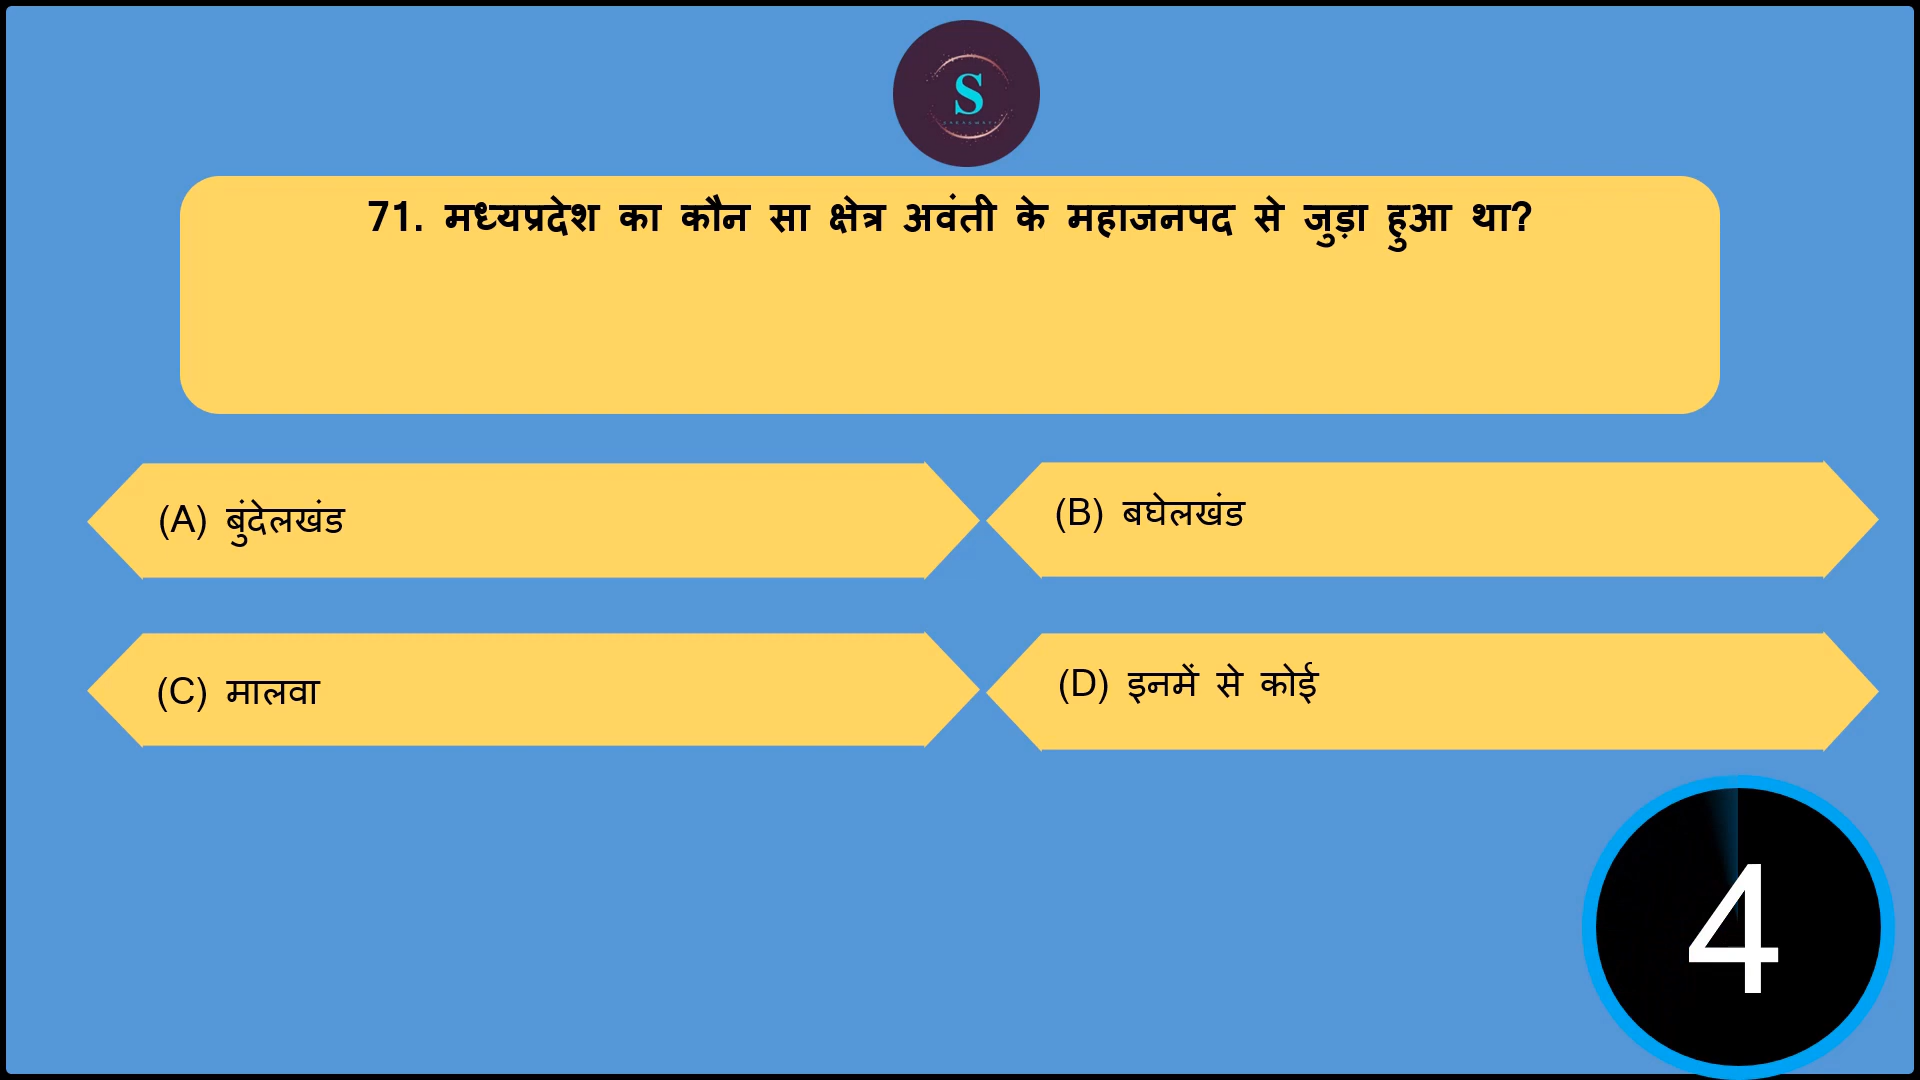 S
71. मध्यप्रदेश का कौन सा क्षेत्र अवंती के महाजनपद से जुड़ा हुआ था?
(A) बुंदेलखंड
(B) बघेलखंड
(C) मालवा
(D) इनमें से कोई
4